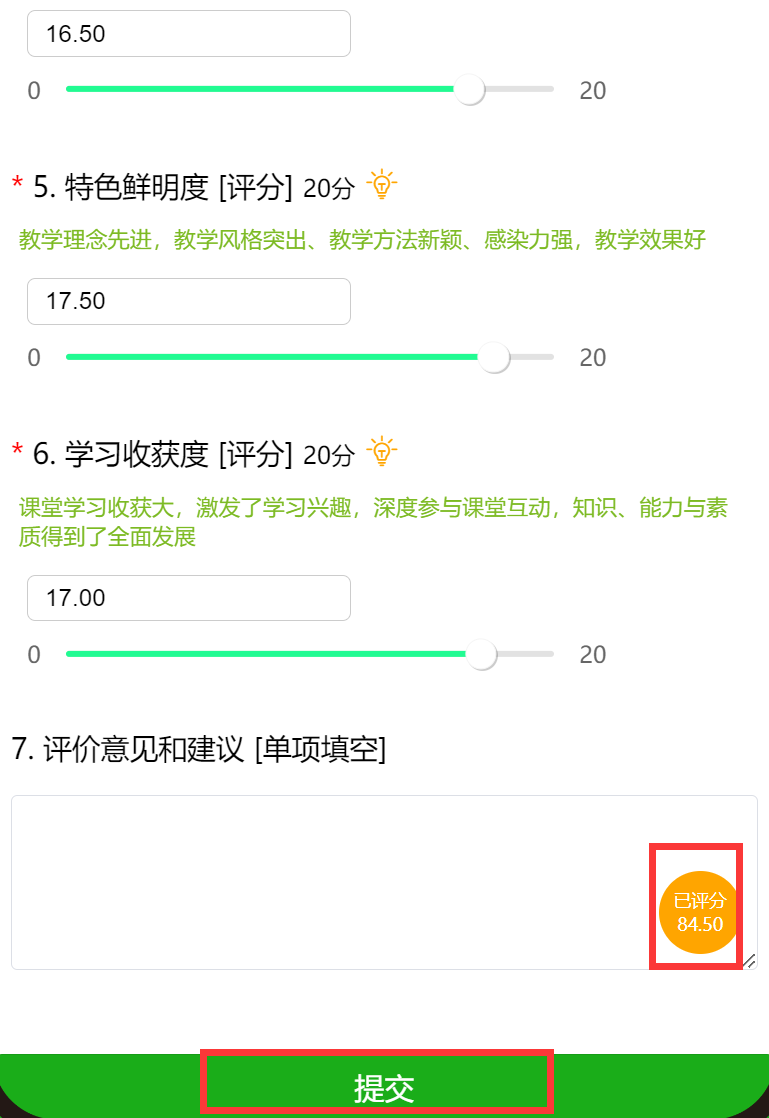 16.50
0 20
* 5. 特色鲜明度 [评分] 20分
教学理念先进，教学风格突出、教学方法新颖、感染力强，教学效果好
17.50
0 20
* 6. 学习收获度 [评分] 20分
课堂学习收获大，激发了学习兴趣，深度参与课堂互动，知识、能力与素
质得到了全面发展
17.00
0 20
7. 评价意见和建议 [单项填空]
已评分
84.50
提交